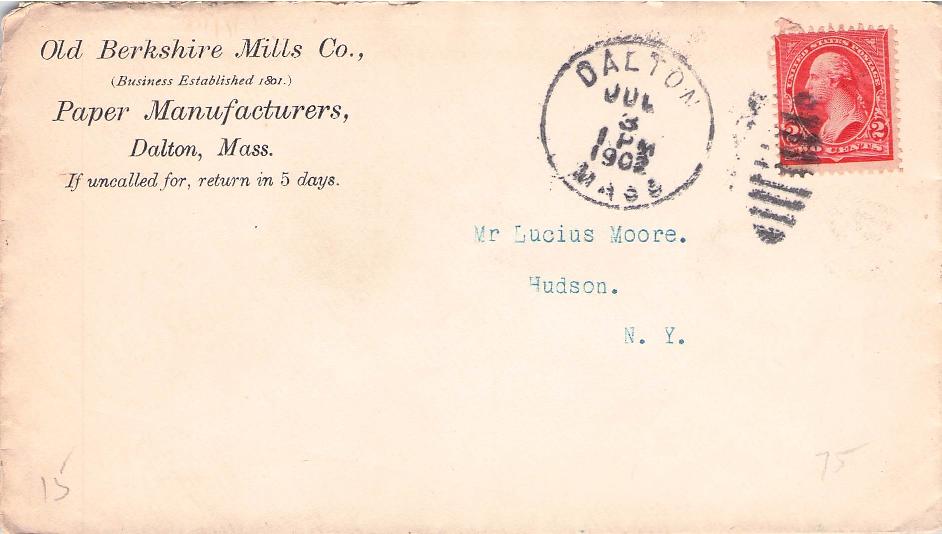 Old Berkshire Mills Co.,
(Business Established 1801.)
Paper Manufacturers,
Dalton, Mass.
If uncalled for, return in 5 days.
DALTON
JUL
3
1 PM
1902
MASS
UNITED STATES POSTAGE
2 2
CENTS
Mr Lucius Moore.
Hudson.
N. Y.
15
75